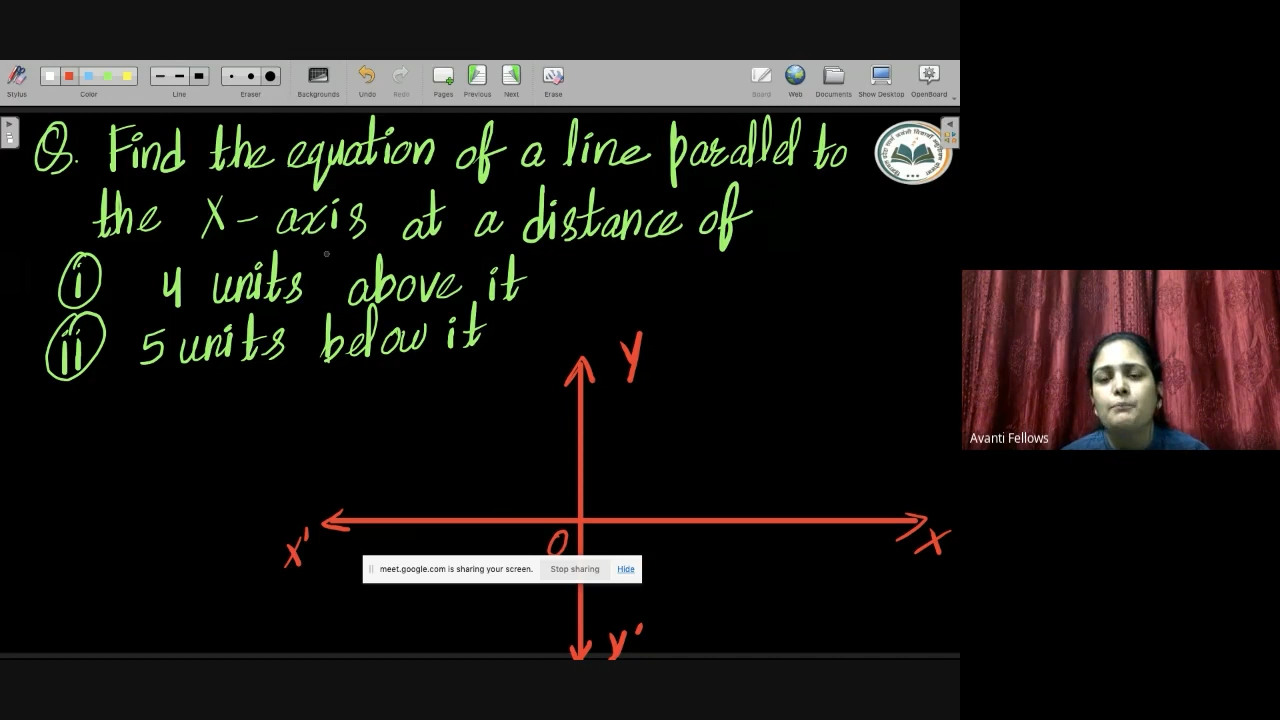 Stylus Color Line Eraser Backgrounds Undo Redo Pages Previous Next Erase Board Web Documents Show Desktop OpenBoard
Q. Find the equation of a line parallel to
the X-axis at a distance of
i 4 units above it
ii 5 units below it
Y
X' O X
meet.google.com is sharing your screen. Stop sharing Hide
Y'
Avanti Fellows